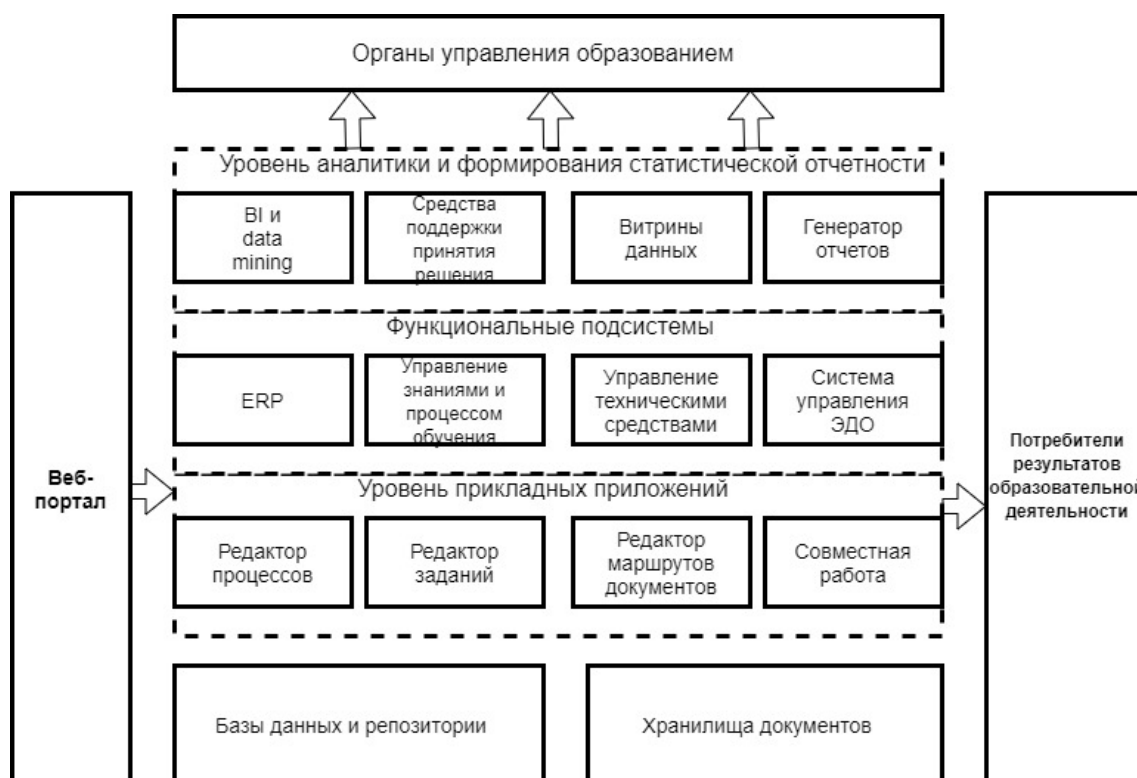 Органы управления образованием
Уровень аналитики и формирования статистической отчетности
BI и
data
mining
Средства
поддержки
принятия
решения
Витрины
данных
Генератор
отчетов
Функциональные подсистемы
ERP
Управление
знаниями и
процессом
обучения
Управление
техническими
средствами
Система
управления
ЭДО
Веб-
портал
Потребители
результатов
образовательной
деятельности
Уровень прикладных приложений
Редактор
процессов
Редактор
заданий
Редактор
маршрутов
документов
Совместная
работа
Базы данных и репозитории
Хранилища документов